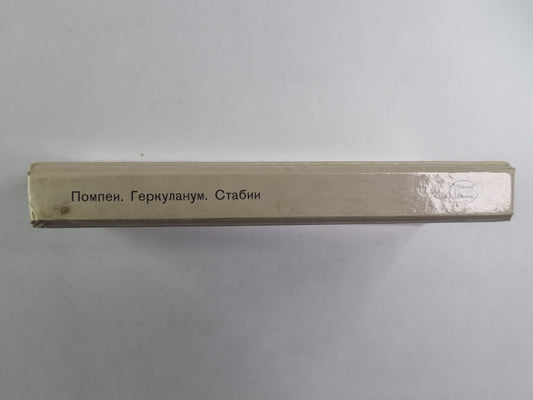 Помпеи. Геркуланум. Стабии